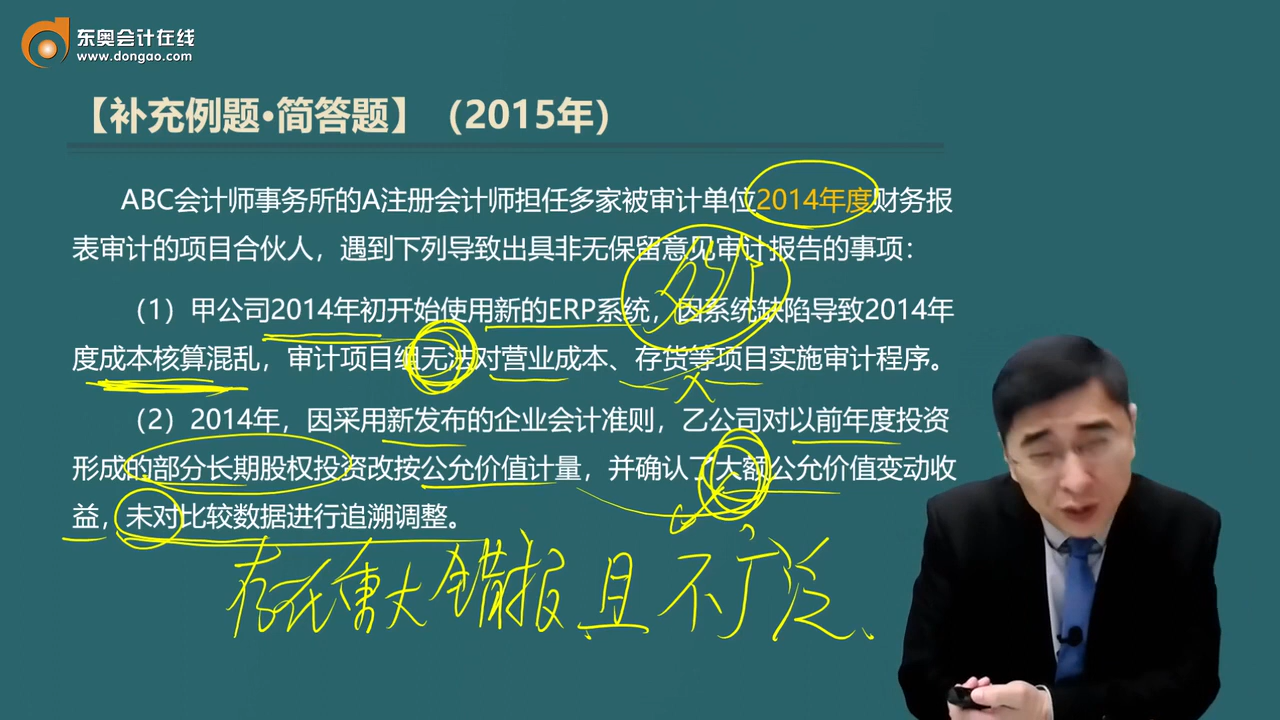 东奥会计在线
www.dongao.com
【补充例题•简答题】（2015年）
ABC会计师事务所的A注册会计师担任多家被审计单位2014年度财务报
表审计的项目合伙人，遇到下列导致出具非无保留意见审计报告的事项：
（1）甲公司2014年初开始使用新的ERP系统，因系统缺陷导致2014年
度成本核算混乱，审计项目组无法对营业成本、存货等项目实施审计程序。
（2）2014年，因采用新发布的企业会计准则，乙公司对以前年度投资
形成的部分长期股权投资改按公允价值计量，并确认了大额公允价值变动收
益，未对比较数据进行追溯调整。
存在重大错报且不广泛、